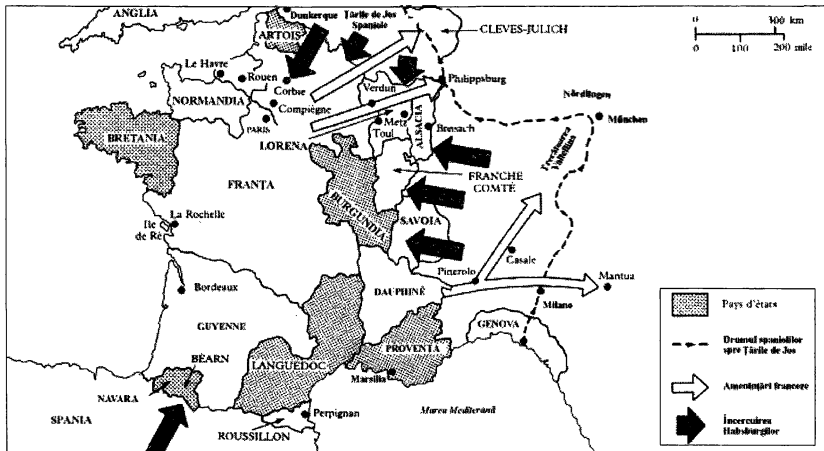 ANGLIA
Dunkerque
Țările de Jos
Spaniole
ARTOIS
CLEVES-JULICH
0 300 km
0 100 200 mile
Le Havre
Rouen
Corbie
Verdun
Philippsburg
NORMANDIA
Compiègne
Nördlingen
PARIS
Metz
ALSACIA
München
LORENA
Toul
Breisach
BRETANIA
Trecătoarea
Valtellina
FRANȚA
FRANCHE
COMTÉ
BURGUNDIA
SAVOIA
La Rochelle
Ile
de Ré
Casale
Pinerolo
Mantua
Bordeaux
DAUPHINÉ
Milano
Pays d'états
GUYENNE
GENOVA
BÉARN
PROVENTA
Drumul spaniolilor
spre Țările de Jos
LANGUEDOC
Marsilia
NAVARA
Amenințări franceze
SPANIA
Perpignan
Marea Mediterană
ROUSSILLON
Încercuirea
Habsburgilor